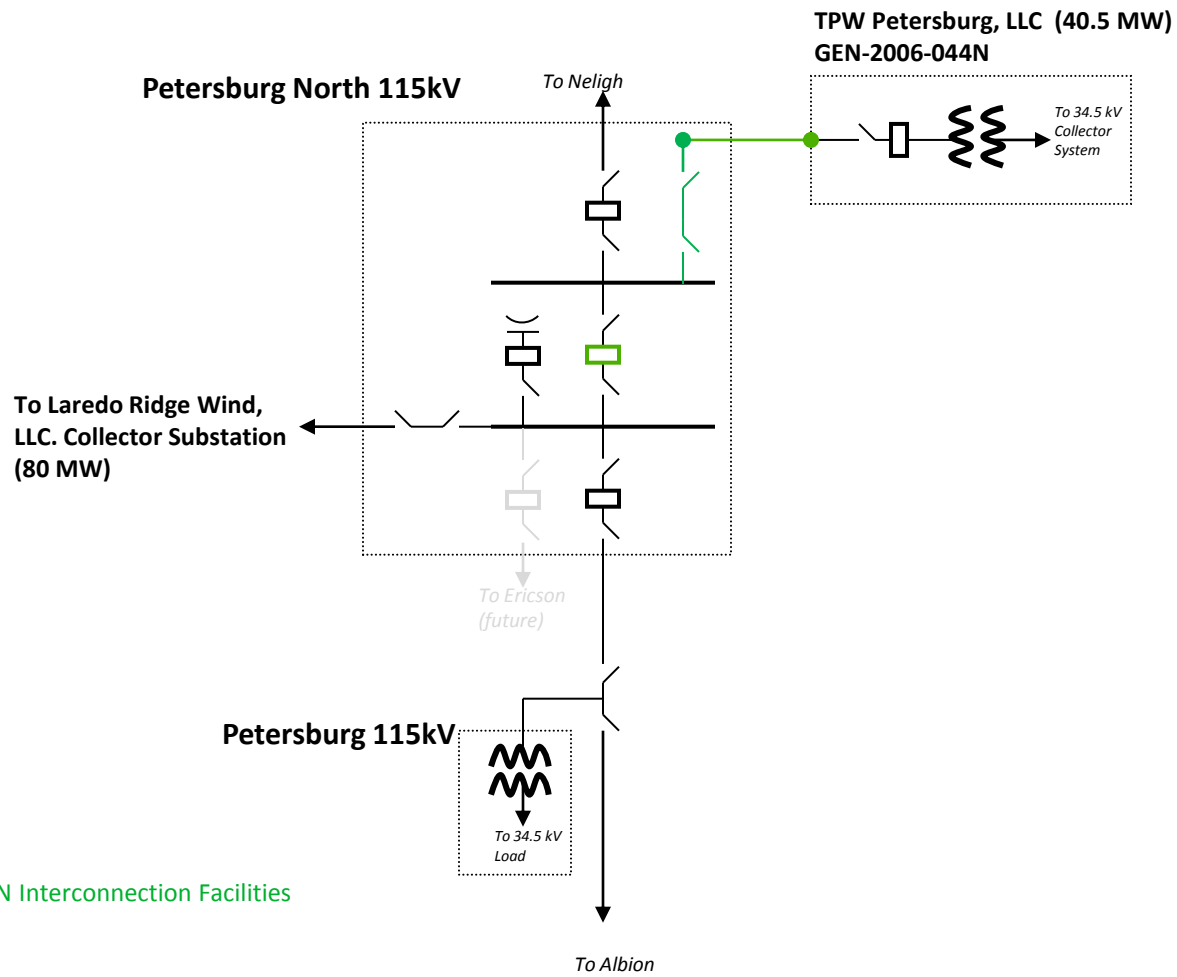 TPW Petersburg, LLC (40.5 MW)
GEN-2006-044N
Petersburg North 115kV
To Neligh
To 34.5 kV
Collector
System
To Laredo Ridge Wind,
LLC. Collector Substation
(80 MW)
To Ericson
(future)
Petersburg 115kV
To 34.5 kV
Load
N Interconnection Facilities
To Albion